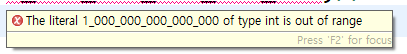 The literal 1_000_000_000_000_000 of type int is out of range
Press 'F2' for focus